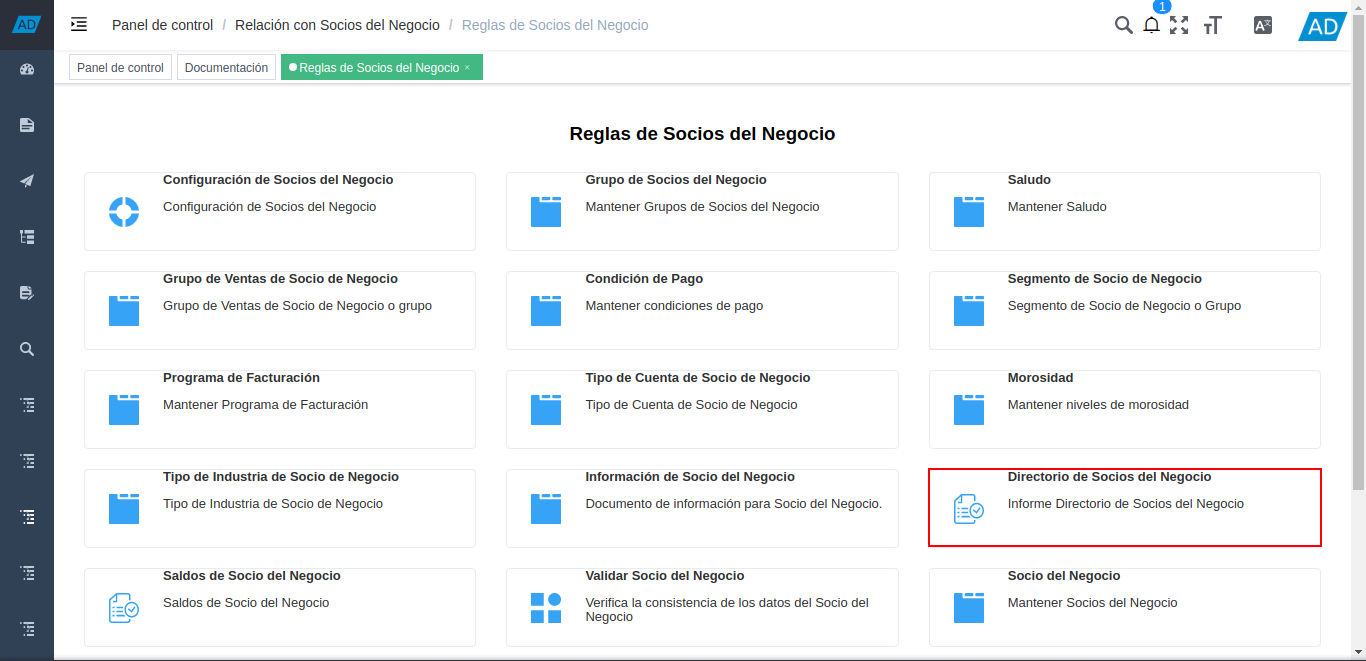 AD
Panel de control / Relación con Socios del Negocio / Reglas de Socios del Negocio
1
A
AD
Panel de control
Documentación
Reglas de Socios del Negocio ×
Reglas de Socios del Negocio
Configuración de Socios del Negocio
Configuración de Socios del Negocio
Grupo de Socios del Negocio
Mantener Grupos de Socios del Negocio
Saludo
Mantener Saludo
Grupo de Ventas de Socio de Negocio
Grupo de Ventas de Socio de Negocio o grupo
Condición de Pago
Mantener condiciones de pago
Segmento de Socio de Negocio
Segmento de Socio de Negocio o Grupo
Programa de Facturación
Mantener Programa de Facturación
Tipo de Cuenta de Socio de Negocio
Tipo de Cuenta de Socio de Negocio
Morosidad
Mantener niveles de morosidad
Tipo de Industria de Socio de Negocio
Tipo de Industria de Socio de Negocio
Información de Socio del Negocio
Documento de información para Socio del Negocio.
Directorio de Socios del Negocio
Informe Directorio de Socios del Negocio
Saldos de Socio del Negocio
Saldos de Socio del Negocio
Validar Socio del Negocio
Verifica la consistencia de los datos del Socio del
Negocio
Socio del Negocio
Mantener Socios del Negocio